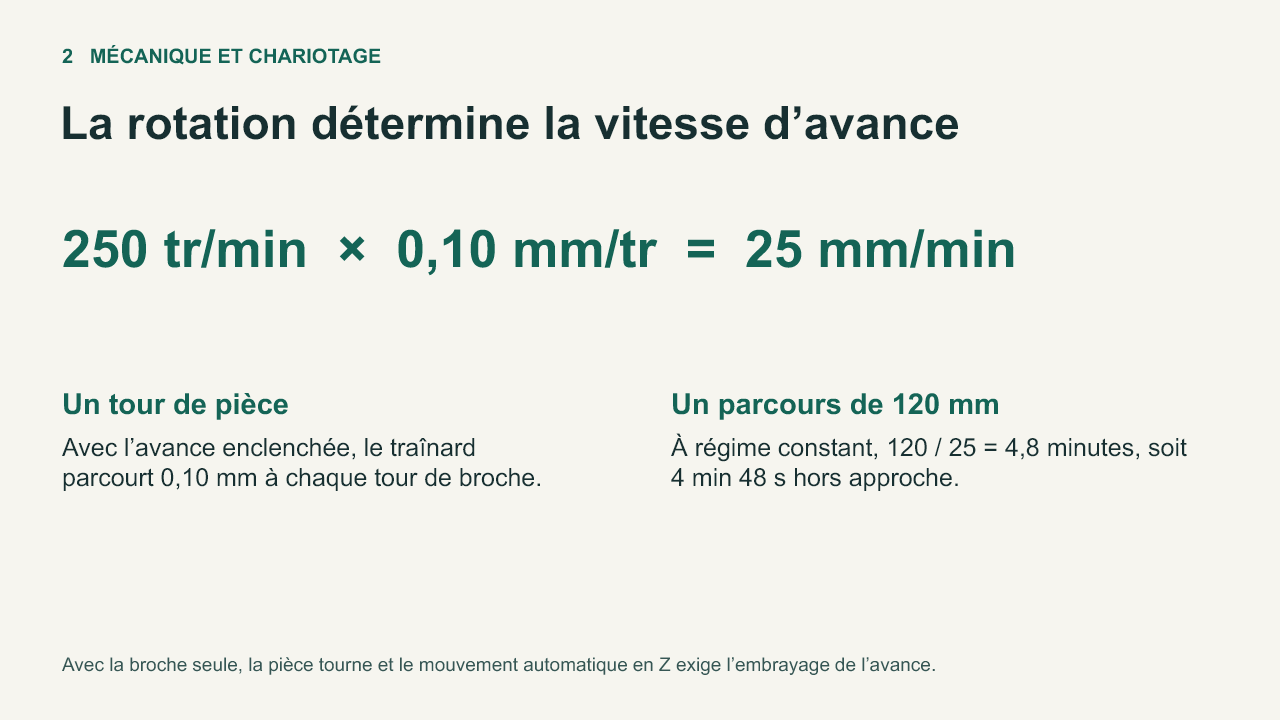 2 MÉCANIQUE ET CHARIOTAGE
La rotation détermine la vitesse d’avance
250 tr/min × 0,10 mm/tr = 25 mm/min
Un tour de pièce
Avec l’avance enclenchée, le traînard
parcourt 0,10 mm à chaque tour de broche.
Un parcours de 120 mm
À régime constant, 120 / 25 = 4,8 minutes, soit
4 min 48 s hors approche.
Avec la broche seule, la pièce tourne et le mouvement automatique en Z exige l’embrayage de l’avance.